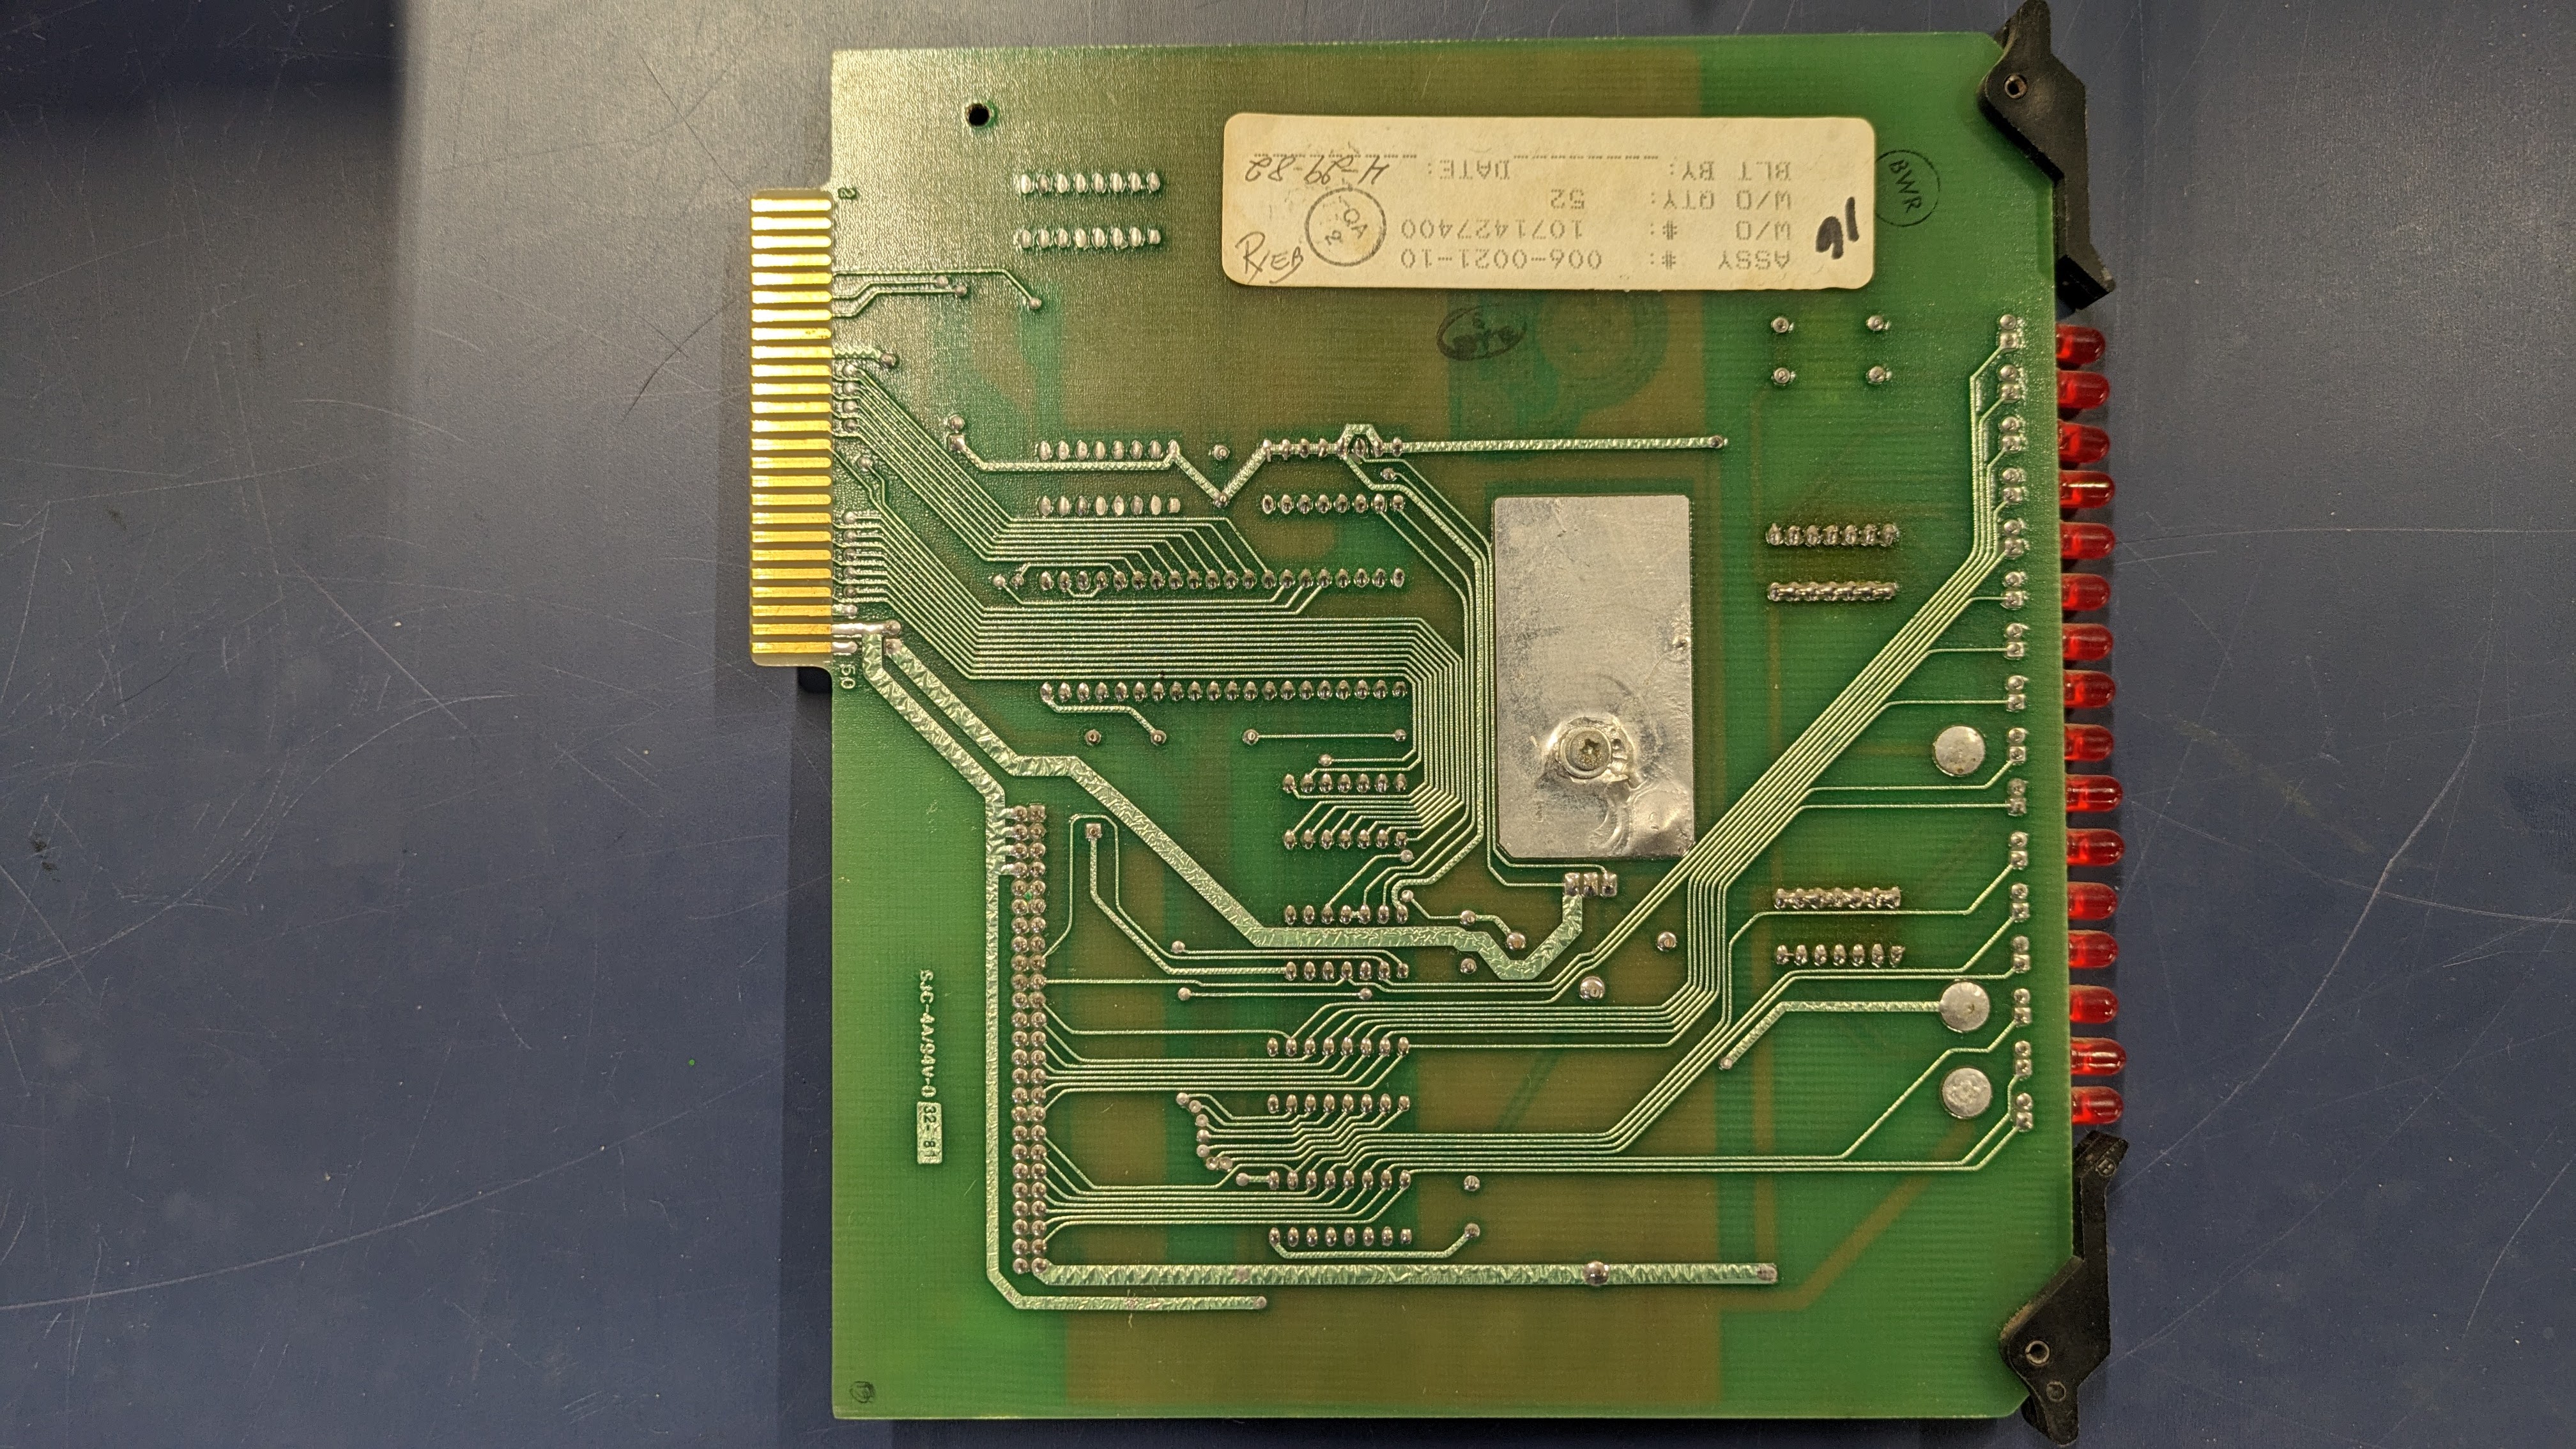 ASSY #: 006-0021-10
W/O #: 1071427400
W/O QTY: 52
BLT BY: DATE: 4-29-82
QA
2
16
BWR
2
50
SJC-4A/94V-0 32 81